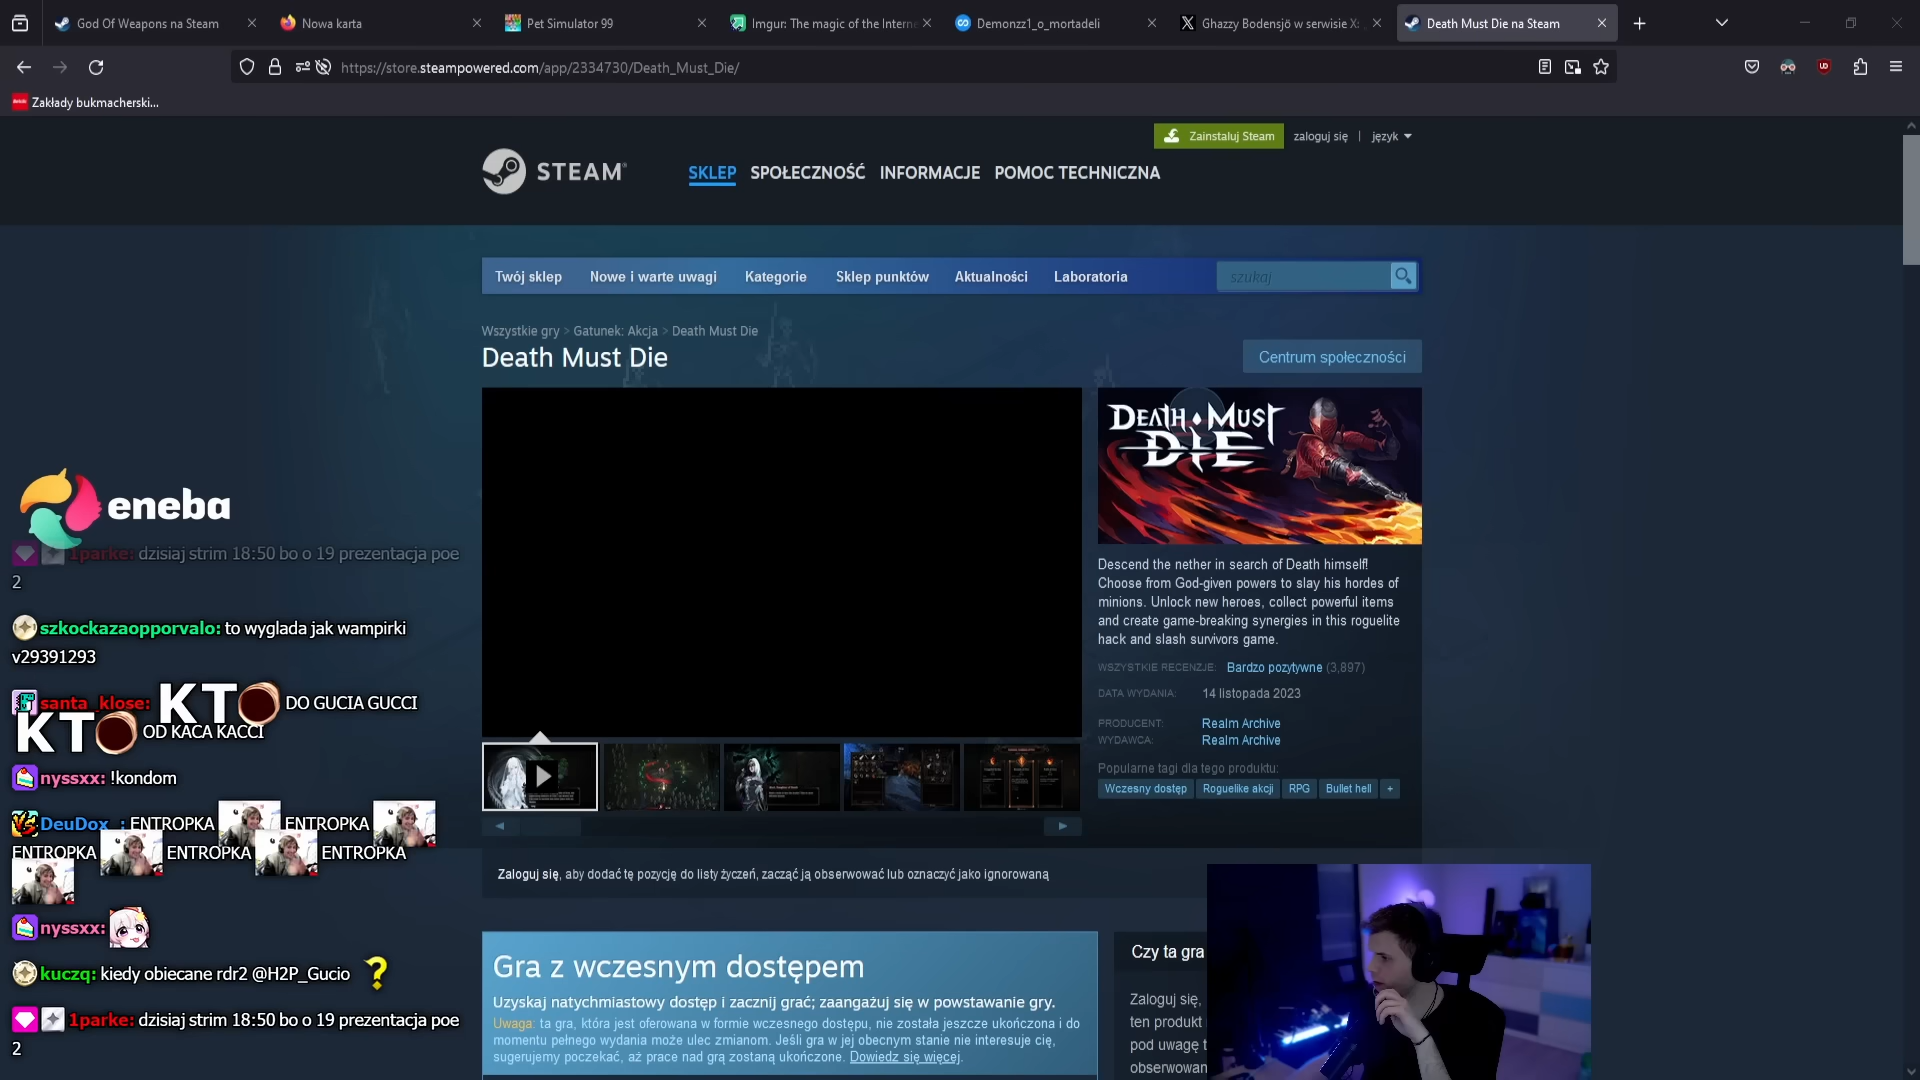 God Of Weapons na Steam
Nowa karta
Pet Simulator 99
Imgur: The magic of the Interne
Demonzz1_o_mortadeli
Ghazzy Bodensjö w serwisie X:
Death Must Die na Steam
https://store.steampowered.com/app/2334730/Death_Must_Die/
Zakłady bukmacherski...
Zainstaluj Steam
zaloguj się | język
STEAM
SKLEP SPOŁECZNOŚĆ INFORMACJE POMOC TECHNICZNA
Twój sklep Nowe i warte uwagi Kategorie Sklep punktów Aktualności Laboratoria
szukaj
Wszystkie gry > Gatunek: Akcja > Death Must Die
Death Must Die
Centrum społeczności
DEATH MUST
DIE
Descend the nether in search of Death himself!
Choose from God-given powers to slay his hordes of
minions. Unlock new heroes, collect powerful items
and create game-breaking synergies in this roguelite
hack and slash survivors game.
WSZYSTKIE RECENZJE: Bardzo pozytywne (3,897)
DATA WYDANIA: 14 listopada 2023
PRODUCENT: Realm Archive
WYDAWCA: Realm Archive
Popularne tagi dla tego produktu:
Wczesny dostęp Roguelike akcji RPG Bullet hell +
Zaloguj się, aby dodać tę pozycję do listy życzeń, zacząć ją obserwować lub oznaczyć jako ignorowaną
Gra z wczesnym dostępem
Uzyskaj natychmiastowy dostęp i zacznij grać; zaangażuj się w powstawanie gry.
Uwaga: ta gra, która jest oferowana w formie wczesnego dostępu, nie została jeszcze ukończona i do
momentu pełnego wydania może ulec zmianom. Jeśli gra w jej obecnym stanie nie interesuje cię,
sugerujemy poczekać, aż prace nad grą zostaną ukończone. Dowiedz się więcej.
Czy ta gra
Zaloguj się,
ten produkt
pod uwagę t
obserwowan
eneba
1parke: dzisiaj strim 18:50 bo o 19 prezentacja poe
2
szkockazaopporvalo: to wyglada jak wampirki
v29391293
santa_klose: KT DO GUCIA GUCCI
KT OD KACA KACCI
nyssxx: !kondom
DeuDox_: ENTROPKA ENTROPKA
ENTROPKA ENTROPKA ENTROPKA
nyssxx:
kuczq: kiedy obiecane rdr2 @H2P_Gucio ?
1parke: dzisiaj strim 18:50 bo o 19 prezentacja poe
2